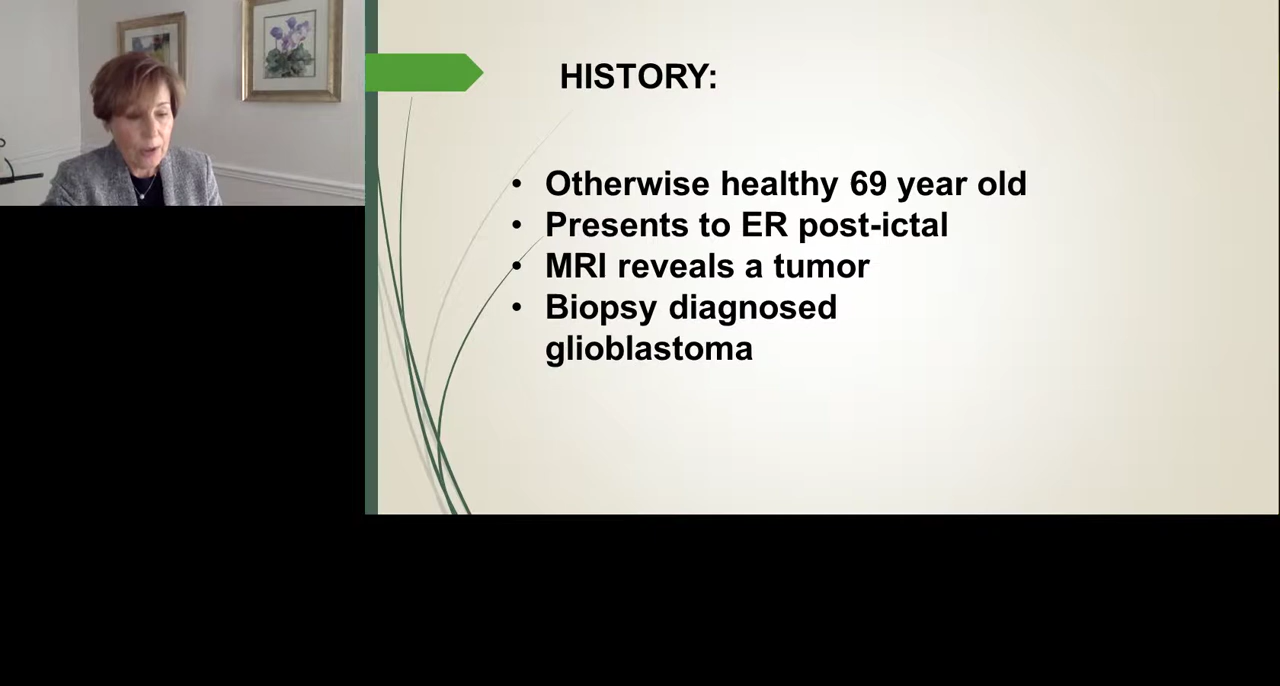 HISTORY:
• Otherwise healthy 69 year old
• Presents to ER post-ictal
• MRI reveals a tumor
• Biopsy diagnosed
glioblastoma